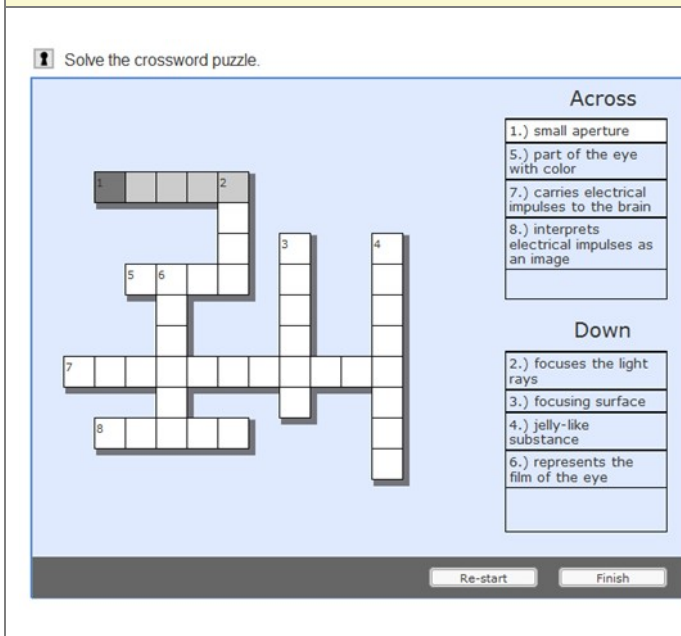 Solve the crossword puzzle.
Across
1.) small aperture
5.) part of the eye
with color
7.) carries electrical
impulses to the brain
8.) interprets
electrical impulses as
an image
Down
2.) focuses the light
rays
3.) focusing surface
4.) jelly-like
substance
6.) represents the
film of the eye
1
2
3
4
5
6
7
8
Re-start
Finish